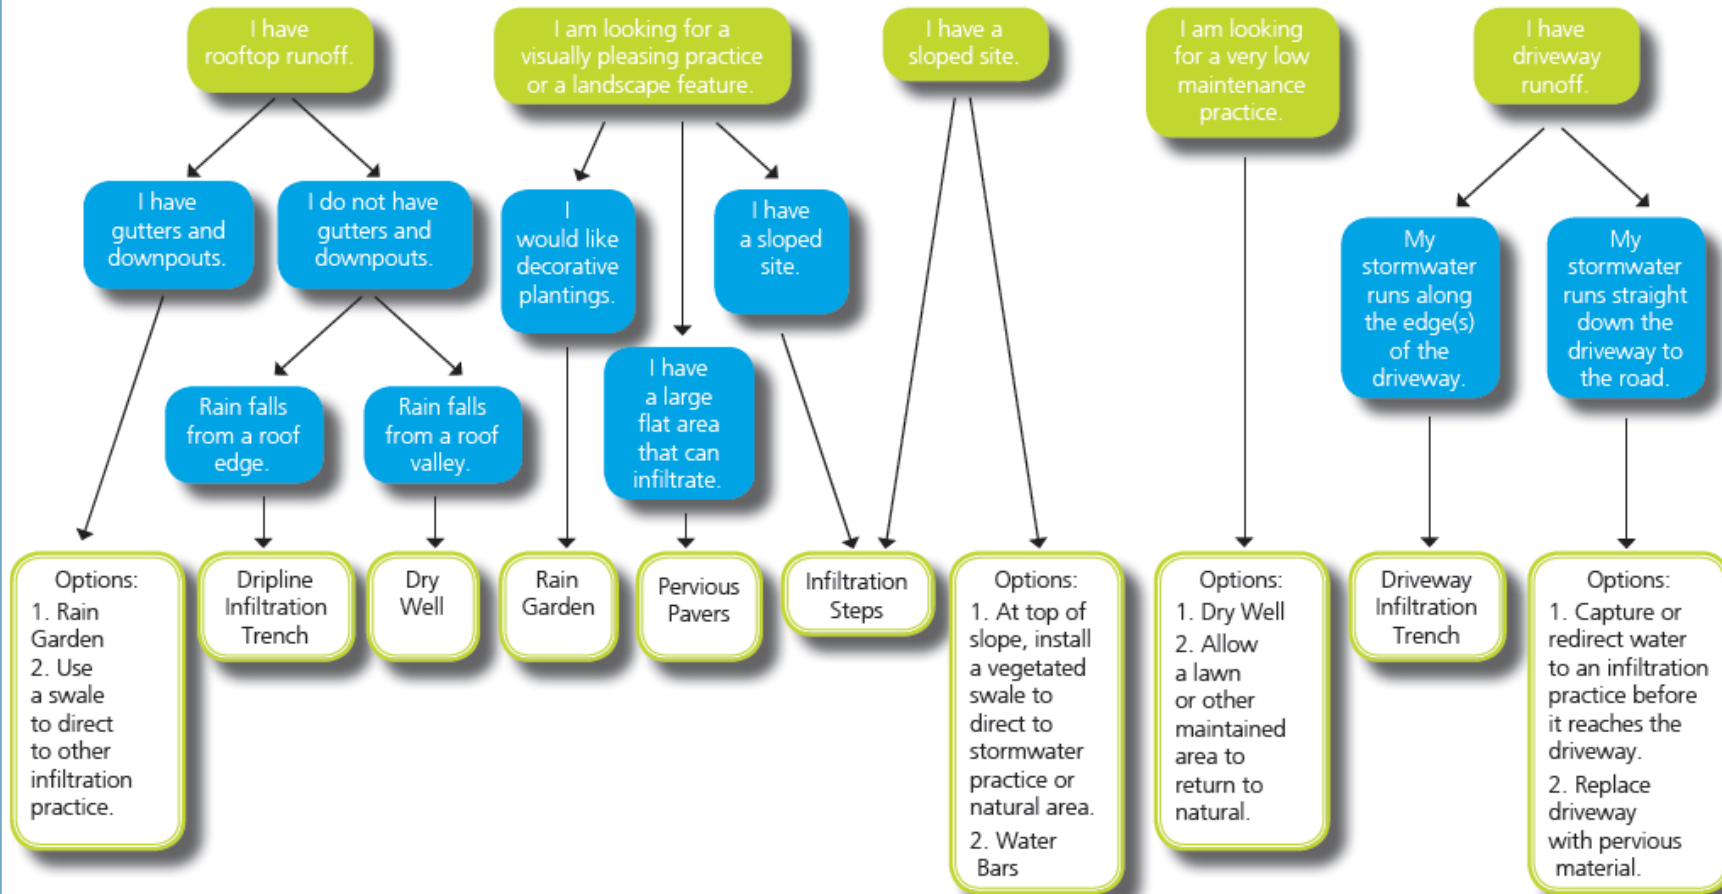 I have
rooftop runoff.
I am looking for a
visually pleasing practice
or a landscape feature.
I have a
sloped site.
I am looking
for a very low
maintenance
practice.
I have
driveway
runoff.
I have
gutters and
downpouts.
I do not have
gutters and
downpouts.
I
would like
decorative
plantings.
I have
a sloped
site.
My
stormwater
runs along
the edge(s)
of the
driveway.
My
stormwater
runs straight
down the
driveway to
the road.
Rain falls
from a roof
edge.
Rain falls
from a roof
valley.
I have
a large
flat area
that can
infiltrate.
Options:
1. Rain
Garden
2. Use
a swale
to direct
to other
infiltration
practice.
Dripline
Infiltration
Trench
Dry
Well
Rain
Garden
Pervious
Pavers
Infiltration
Steps
Options:
1. At top of
slope, install
a vegetated
swale to
direct to
stormwater
practice or
natural area.
2. Water
Bars
Options:
1. Dry Well
2. Allow
a lawn
or other
maintained
area to
return to
natural.
Driveway
Infiltration
Trench
Options:
1. Capture or
redirect water
to an infiltration
practice before
it reaches the
driveway.
2. Replace
driveway
with pervious
material.